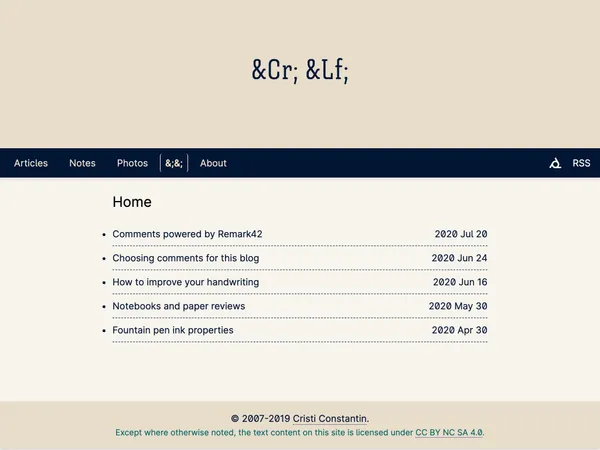 &Cr; &Lf;
Articles Notes Photos &;&; About RSS
Home
Comments powered by Remark42 2020 Jul 20
Choosing comments for this blog 2020 Jun 24
How to improve your handwriting 2020 Jun 16
Notebooks and paper reviews 2020 May 30
Fountain pen ink properties 2020 Apr 30
© 2007-2019 Cristi Constantin.
Except where otherwise noted, the text content on this site is licensed under CC BY NC SA 4.0.